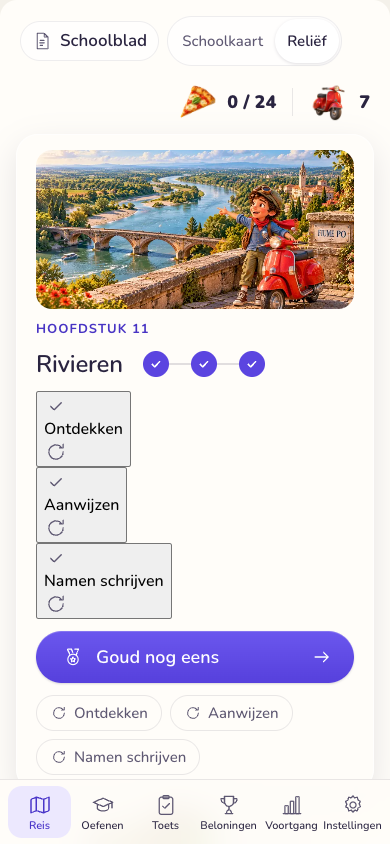 Schoolblad
Schoolkaart
Reliëf
0 / 24
7
FIUME PO
HOOFDSTUK 11
Rivieren
Ontdekken
Aanwijzen
Namen schrijven
Goud nog eens
Ontdekken
Aanwijzen
Namen schrijven
Reis
Oefenen
Toets
Beloningen
Voortgang
Instellingen